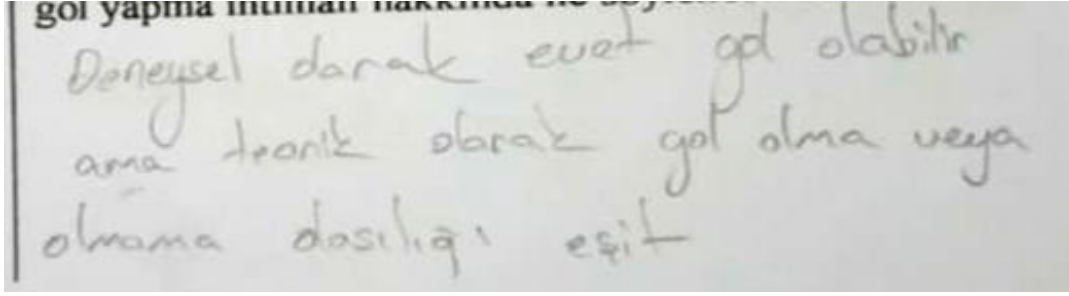 gol yapma ihtimali hakkında ne
Deneysel olarak evet gol olabilir
ama teorik olarak gol olma veya
olmama olasılığı eşit